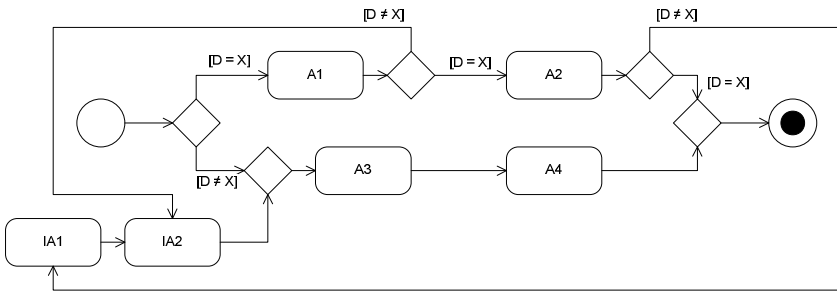 [D ≠ X] [D ≠ X]
[D = X] A1 [D = X] A2 [D = X]
[D ≠ X] A3 A4
IA1 IA2